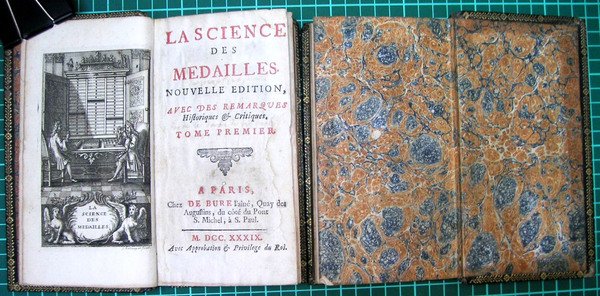 LA
SCIENCE
DES
MEDAILLES
LA SCIENCE
DES
MEDAILLES.
NOUVELLE EDITION,
AVEC DES REMARQUES
Historiques & Critiques.
TOME PREMIER.
A PARIS,
Chez DE BURE l'aîné, Quay des
Augustins, du côté du Pont
S. Michel, à S. Paul.
M. DCC. XXXIX.
Avec Approbation & Privilege du Roi.